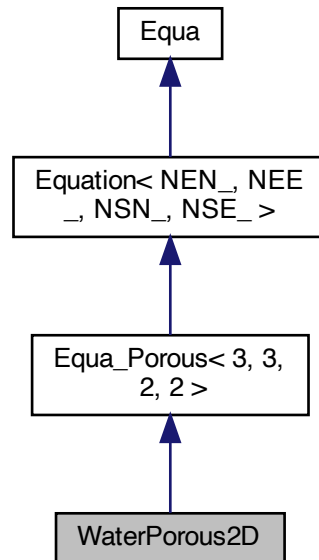 Equa
Equation< NEN_, NEE
_, NSN_, NSE_ >
Equa_Porous< 3, 3,
2, 2 >
WaterPorous2D